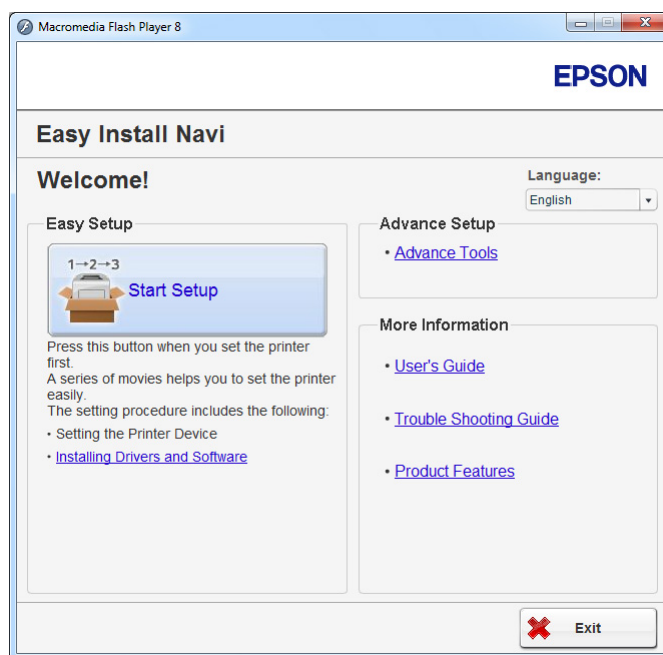 Macromedia Flash Player 8
EPSON
Easy Install Navi
Welcome!
Language:
English
Easy Setup
1→2→3
Start Setup
Press this button when you set the printer
first.
A series of movies helps you to set the printer
easily.
The setting procedure includes the following:
• Setting the Printer Device
• Installing Drivers and Software
Advance Setup
• Advance Tools
More Information
• User's Guide
• Trouble Shooting Guide
• Product Features
Exit